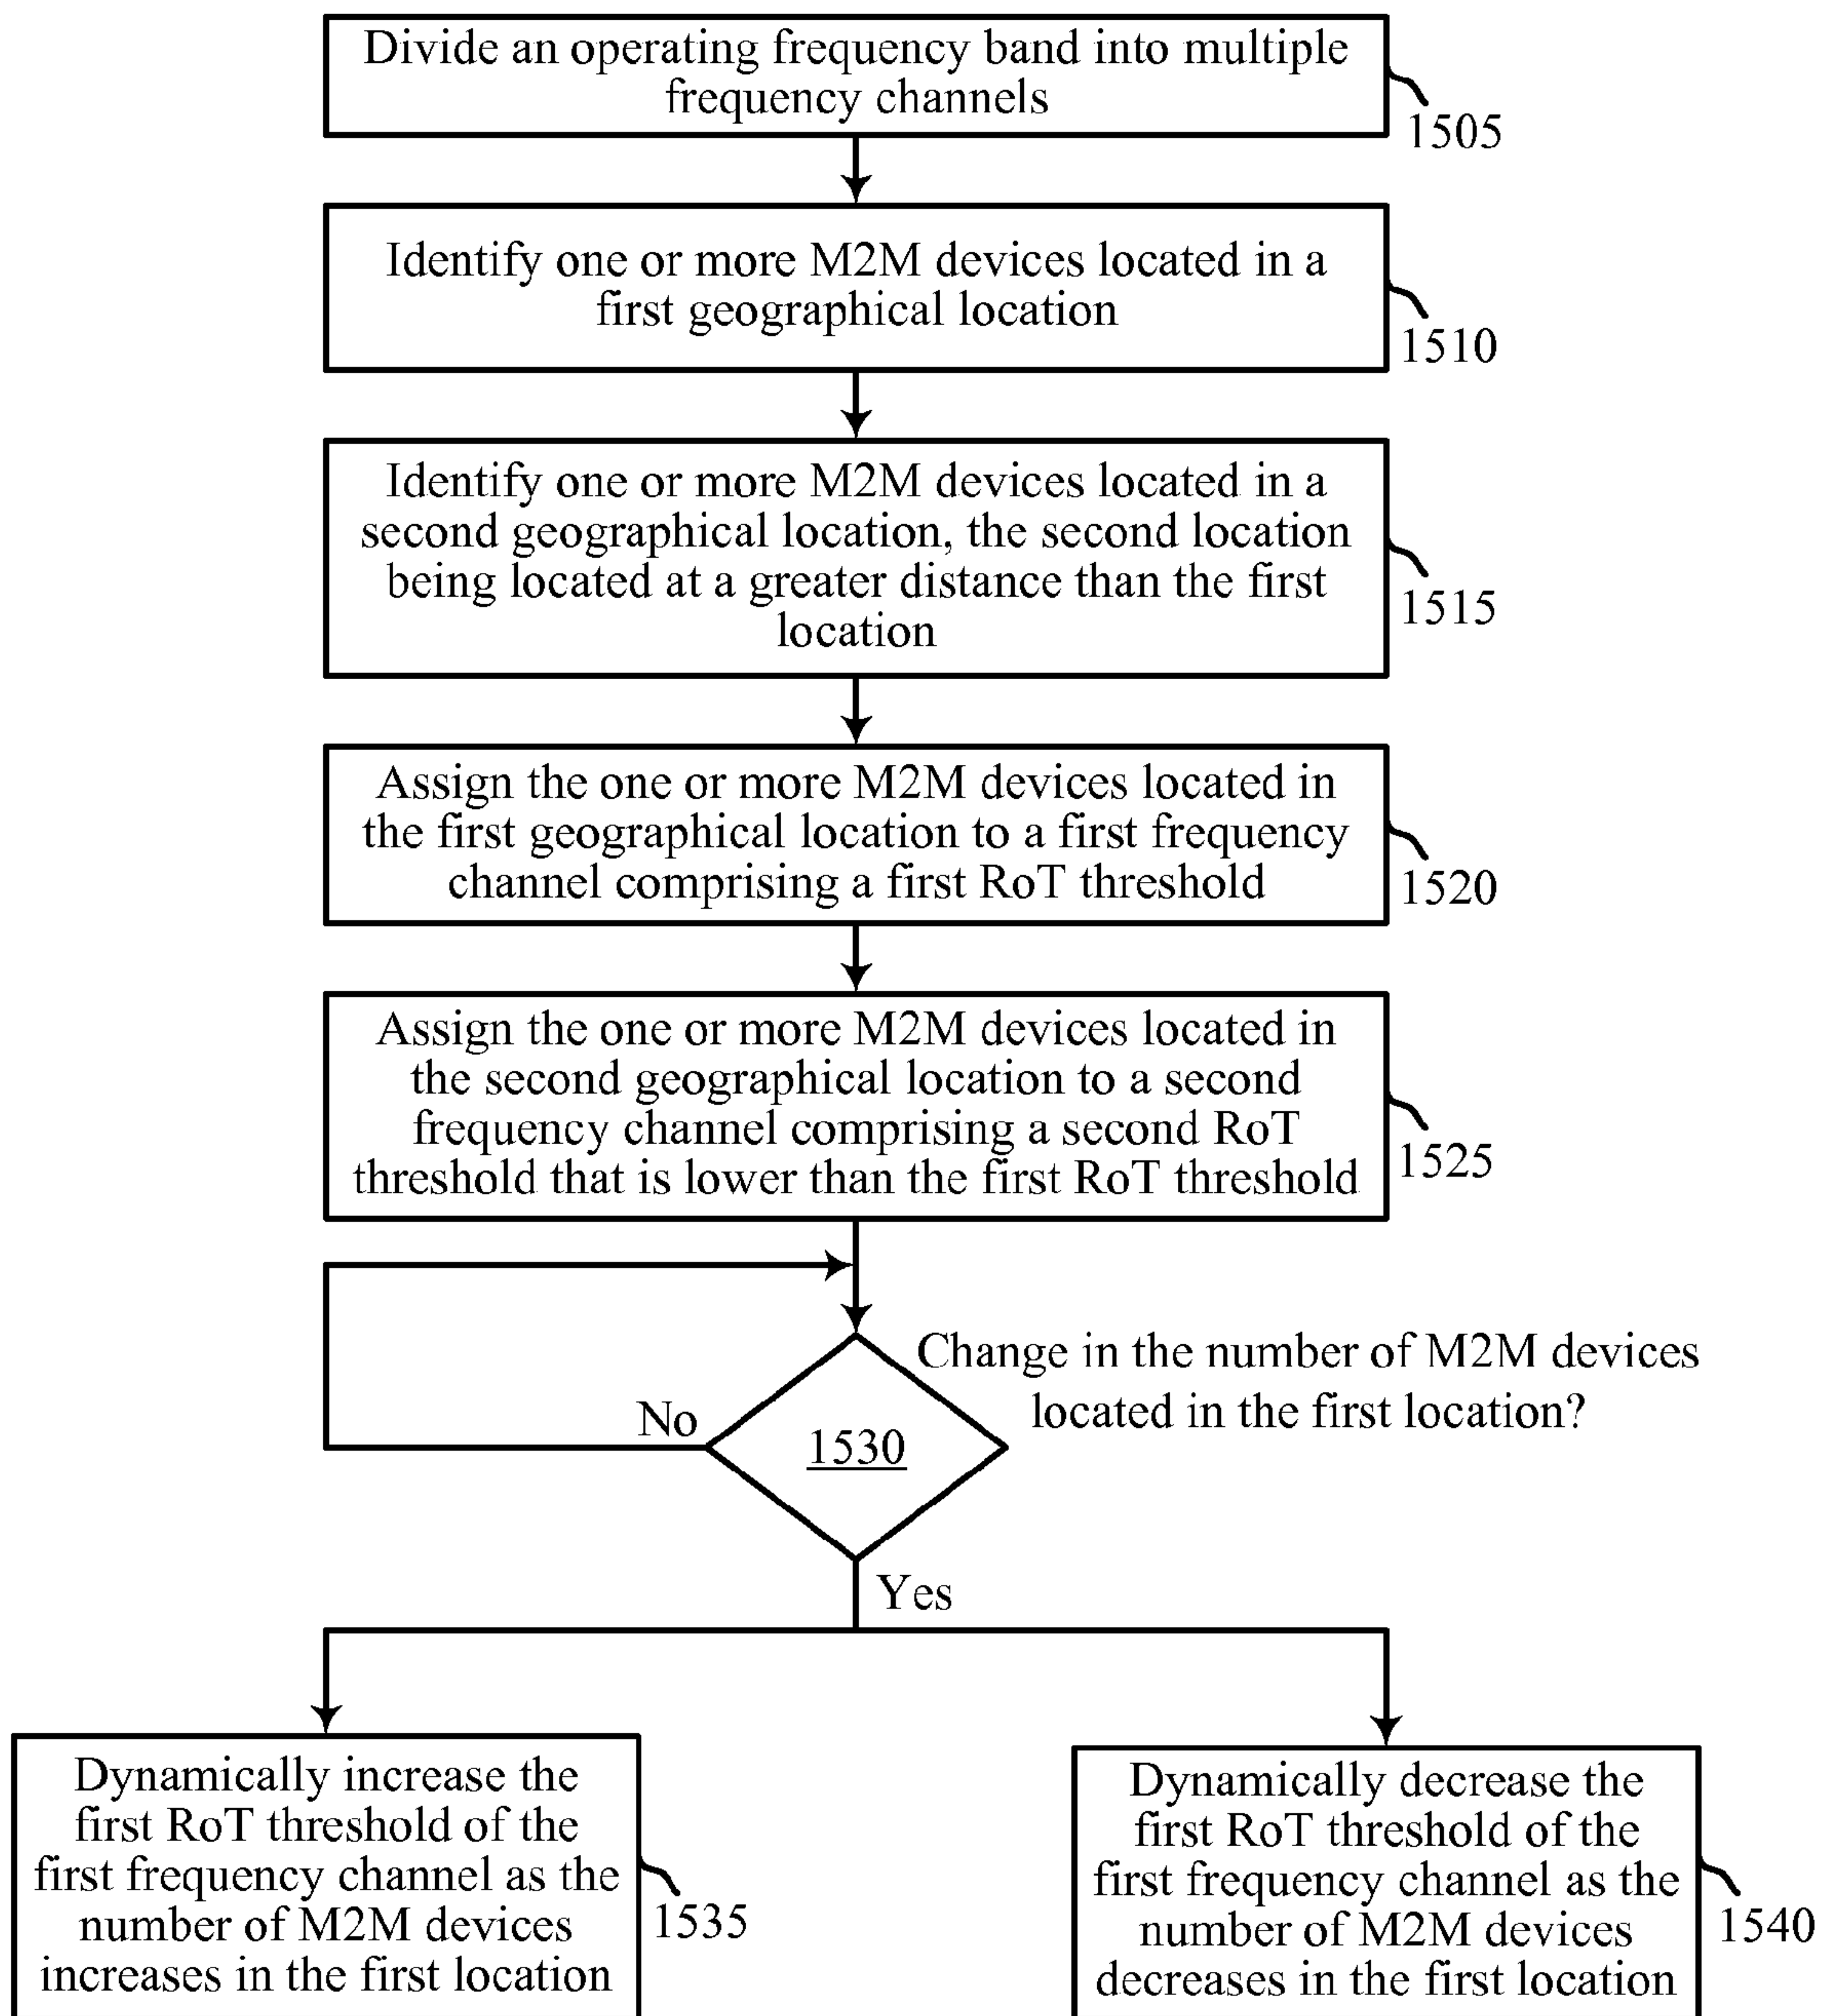 Divide an operating frequency band into multiple
frequency channels
1505
Identify one or more M2M devices located in a
first geographical location
1510
Identify one or more M2M devices located in a
second geographical location, the second location
being located at a greater distance than the first
location
1515
Assign the one or more M2M devices located in
the first geographical location to a first frequency
channel comprising a first RoT threshold
1520
Assign the one or more M2M devices located in
the second geographical location to a second
frequency channel comprising a second RoT
threshold that is lower than the first RoT threshold
1525
Change in the number of M2M devices
located in the first location?
No
1530
Yes
Dynamically increase the
first RoT threshold of the
first frequency channel as the
number of M2M devices
increases in the first location
1535
Dynamically decrease the
first RoT threshold of the
first frequency channel as the
number of M2M devices
decreases in the first location
1540